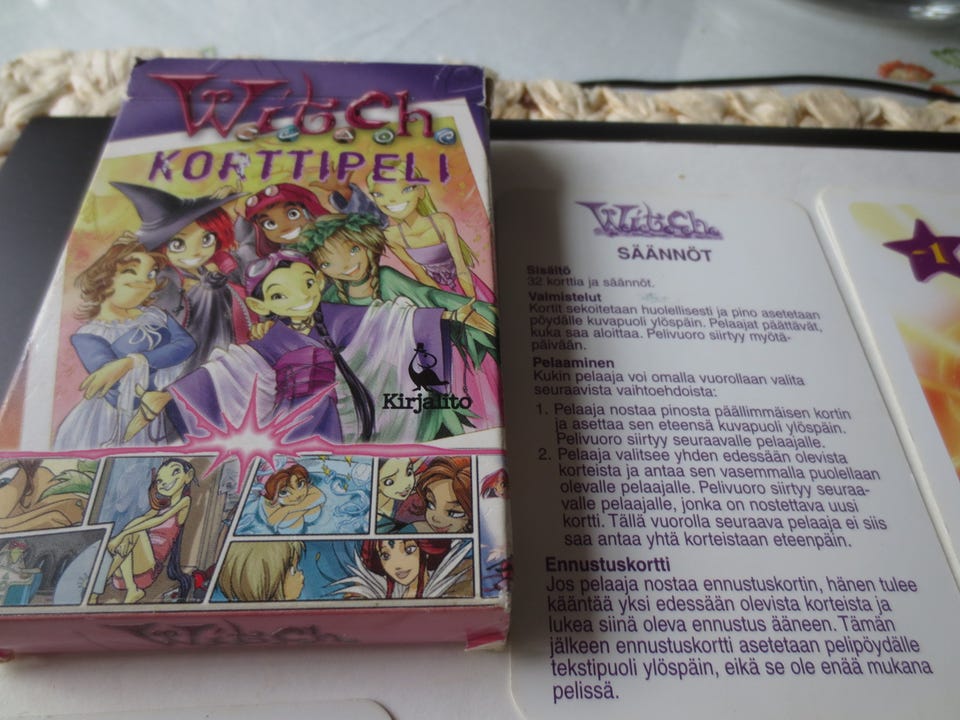 Witch
KORTTIPELI
Kirjalito
Witch
Witch
SÄÄNNÖT
Sisältö
32 korttia ja säännöt.
Valmistelut
Kortit sekoitetaan huolellisesti ja pino asetetaan
pöydälle kuvapuoli ylöspäin. Pelaajat päättävät,
kuka saa aloittaa. Pelivuoro siirtyy myötä-
päivään.
Pelaaminen
Kukin pelaaja voi omalla vuorollaan valita
seuraavista vaihtoehdoista:
1. Pelaaja nostaa pinosta päällimmäisen kortin
ja asettaa sen eteensä kuvapuoli ylöspäin.
Pelivuoro siirtyy seuraavalle pelaajalle.
2. Pelaaja valitsee yhden edessään olevista
korteista ja antaa sen vasemmalla puolellaan
olevalle pelaajalle. Pelivuoro siirtyy seuraa-
valle pelaajalle, jonka on nostettava uusi
kortti. Tällä vuorolla seuraava pelaaja ei siis
saa antaa yhtä korteistaan eteenpäin.
Ennustuskortti
Jos pelaaja nostaa ennustuskortin, hänen tulee
kääntää yksi edessään olevista korteista ja
lukea siinä oleva ennustus ääneen. Tämän
jälkeen ennustuskortti asetetaan pelipöydälle
tekstipuoli ylöspäin, eikä se ole enää mukana
pelissä.
-1